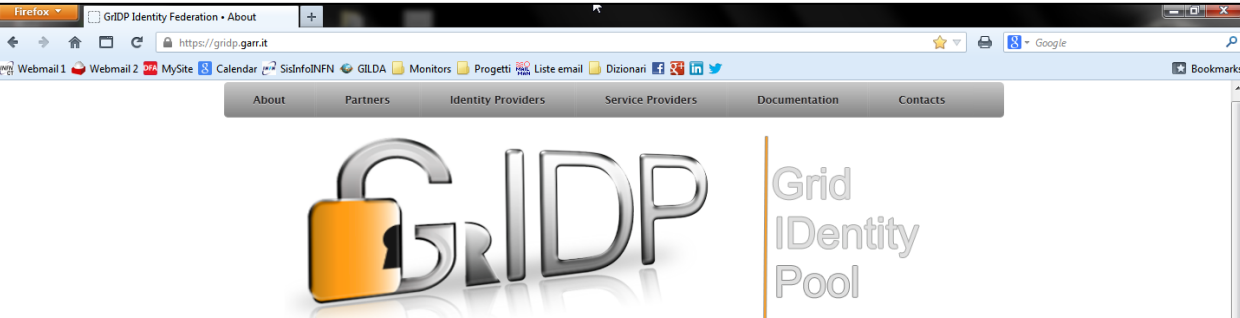 Firefox
GrIDP Identity Federation • About
https://gridp.garr.it
Google
Webmail 1 Webmail 2 MySite Calendar SisInfoINFN GILDA Monitors Progetti Liste email Dizionari Bookmarks
About Partners Identity Providers Service Providers Documentation Contacts
GRIDP
Grid
IDentity
Pool